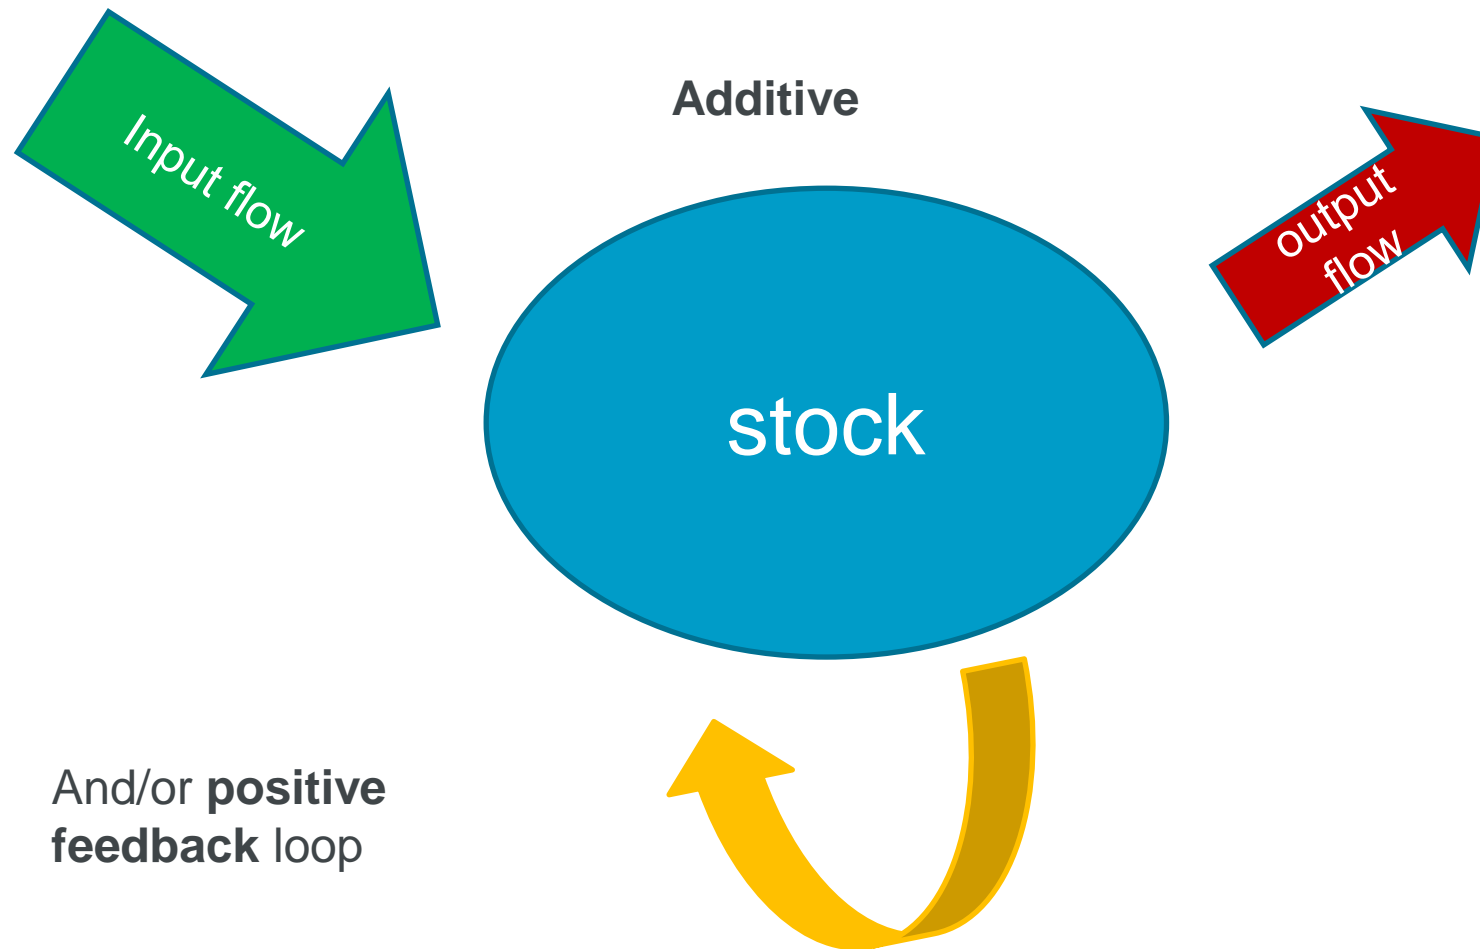 Additive
Input flow
output
flow
stock
And/or positive
feedback loop